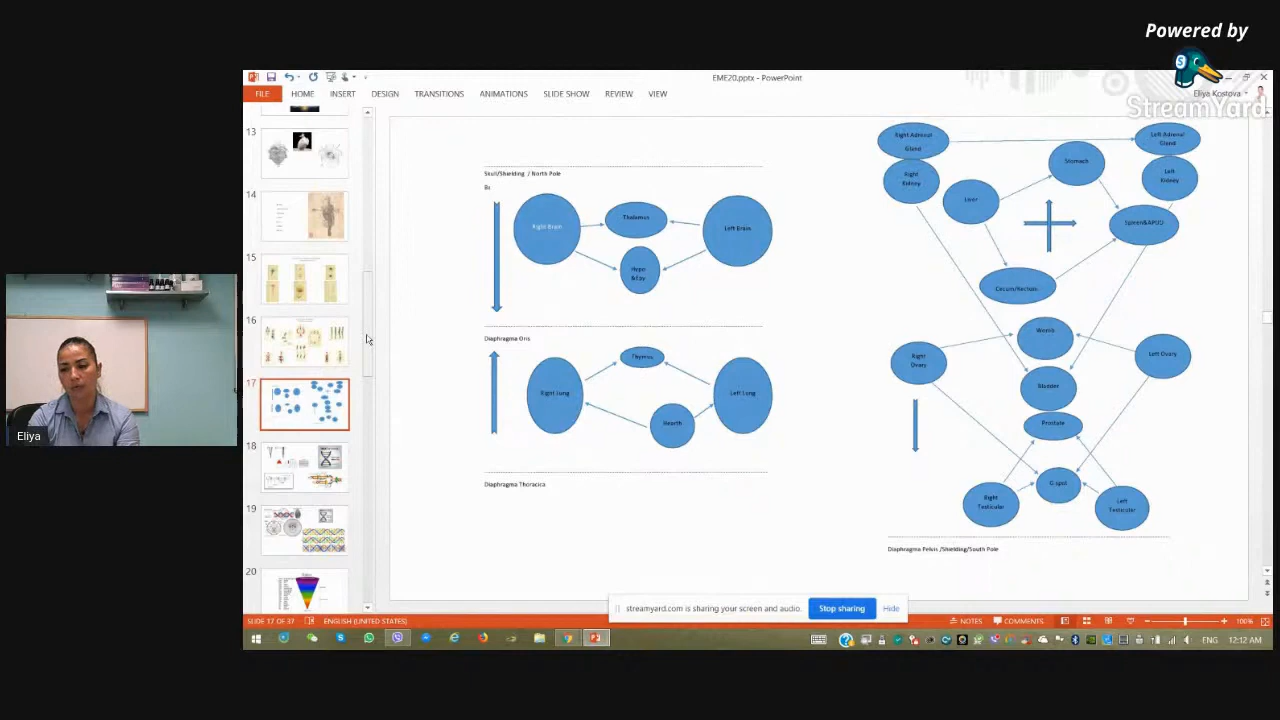 Powered by
StreamYard
EME20.pptx - PowerPoint
Eliya Kostova
FILE HOME INSERT DESIGN TRANSITIONS ANIMATIONS SLIDE SHOW REVIEW VIEW
13
14
15
16
17
18
19
20
Skull/Shielding / North Pole
Right Brain
Thalamus
Left Brain
Hypo
Diaphragma Oris
Right Lung
Thymus
Left Lung
Hearth
Diaphragma Thoracica
Right Adrenal
Gland
Left Adrenal
Gland
Right
Kidney
Stomach
Left
Kidney
Liver
Spleen&APUD
Cecum/Rectum
Right
Ovary
Womb
Left Ovary
Bladder
Prostate
Right
Testicular
G spot
Left
Testicular
Diaphragma Pelvis /Shielding/South Pole
Eliya
streamyard.com is sharing your screen and audio.
Stop sharing
Hide
SLIDE 17 OF 37
ENGLISH (UNITED STATES)
NOTES
COMMENTS
100%
ENG
12:12 AM